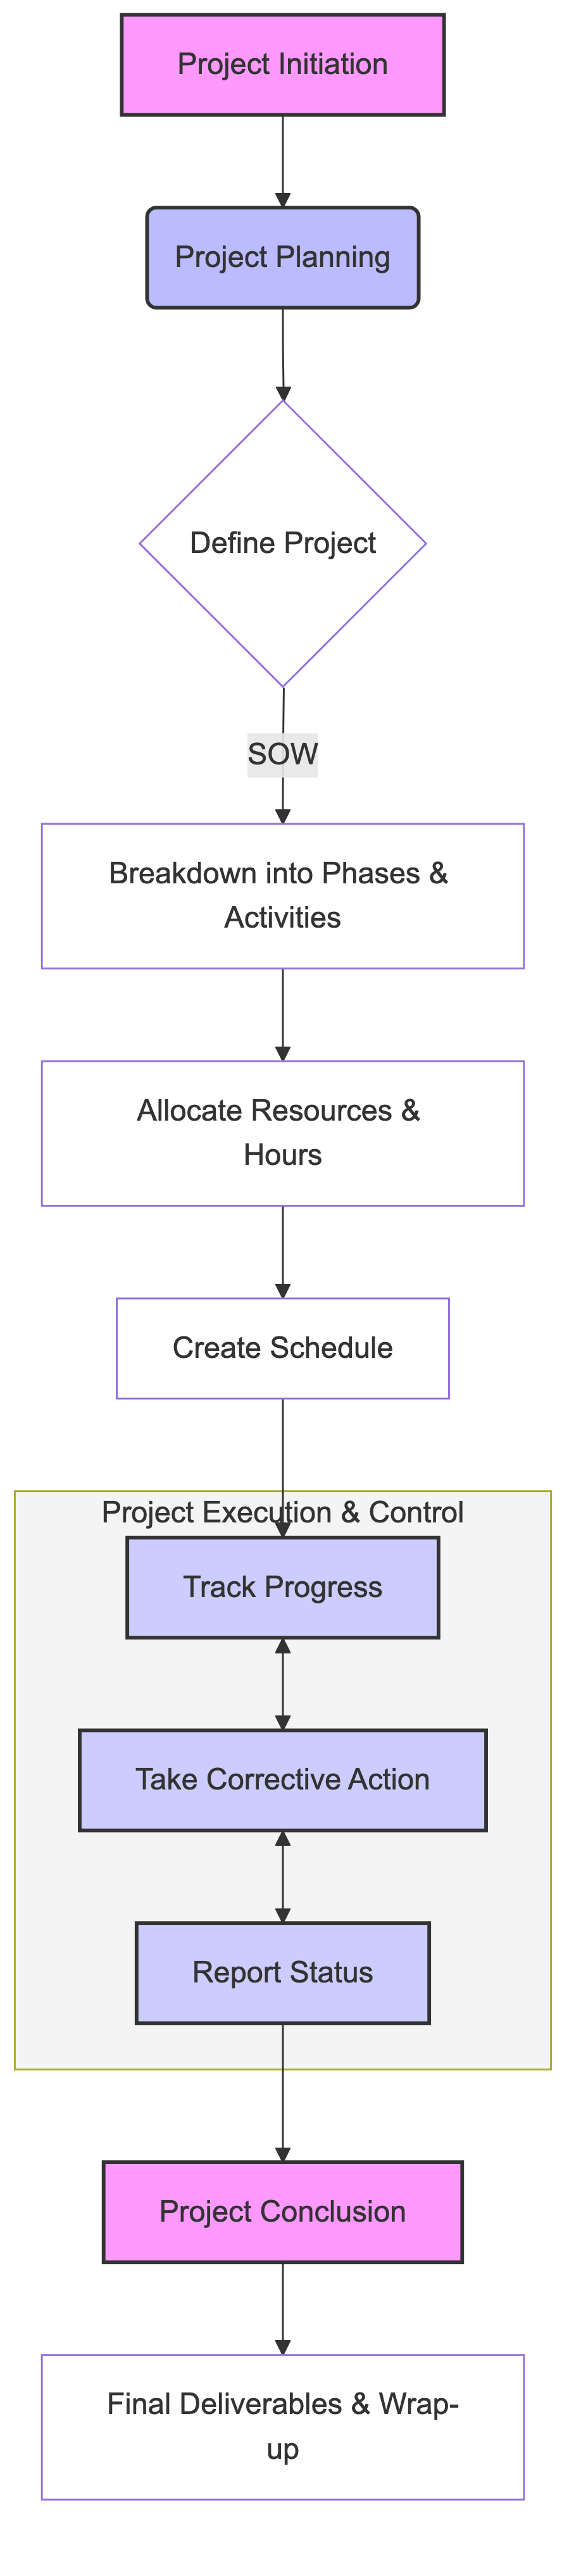 Project Initiation
Project Planning
Define Project
SOW
Breakdown into Phases &
Activities
Allocate Resources &
Hours
Create Schedule
Project Execution & Control
Track Progress
Take Corrective Action
Report Status
Project Conclusion
Final Deliverables & Wrap-
up